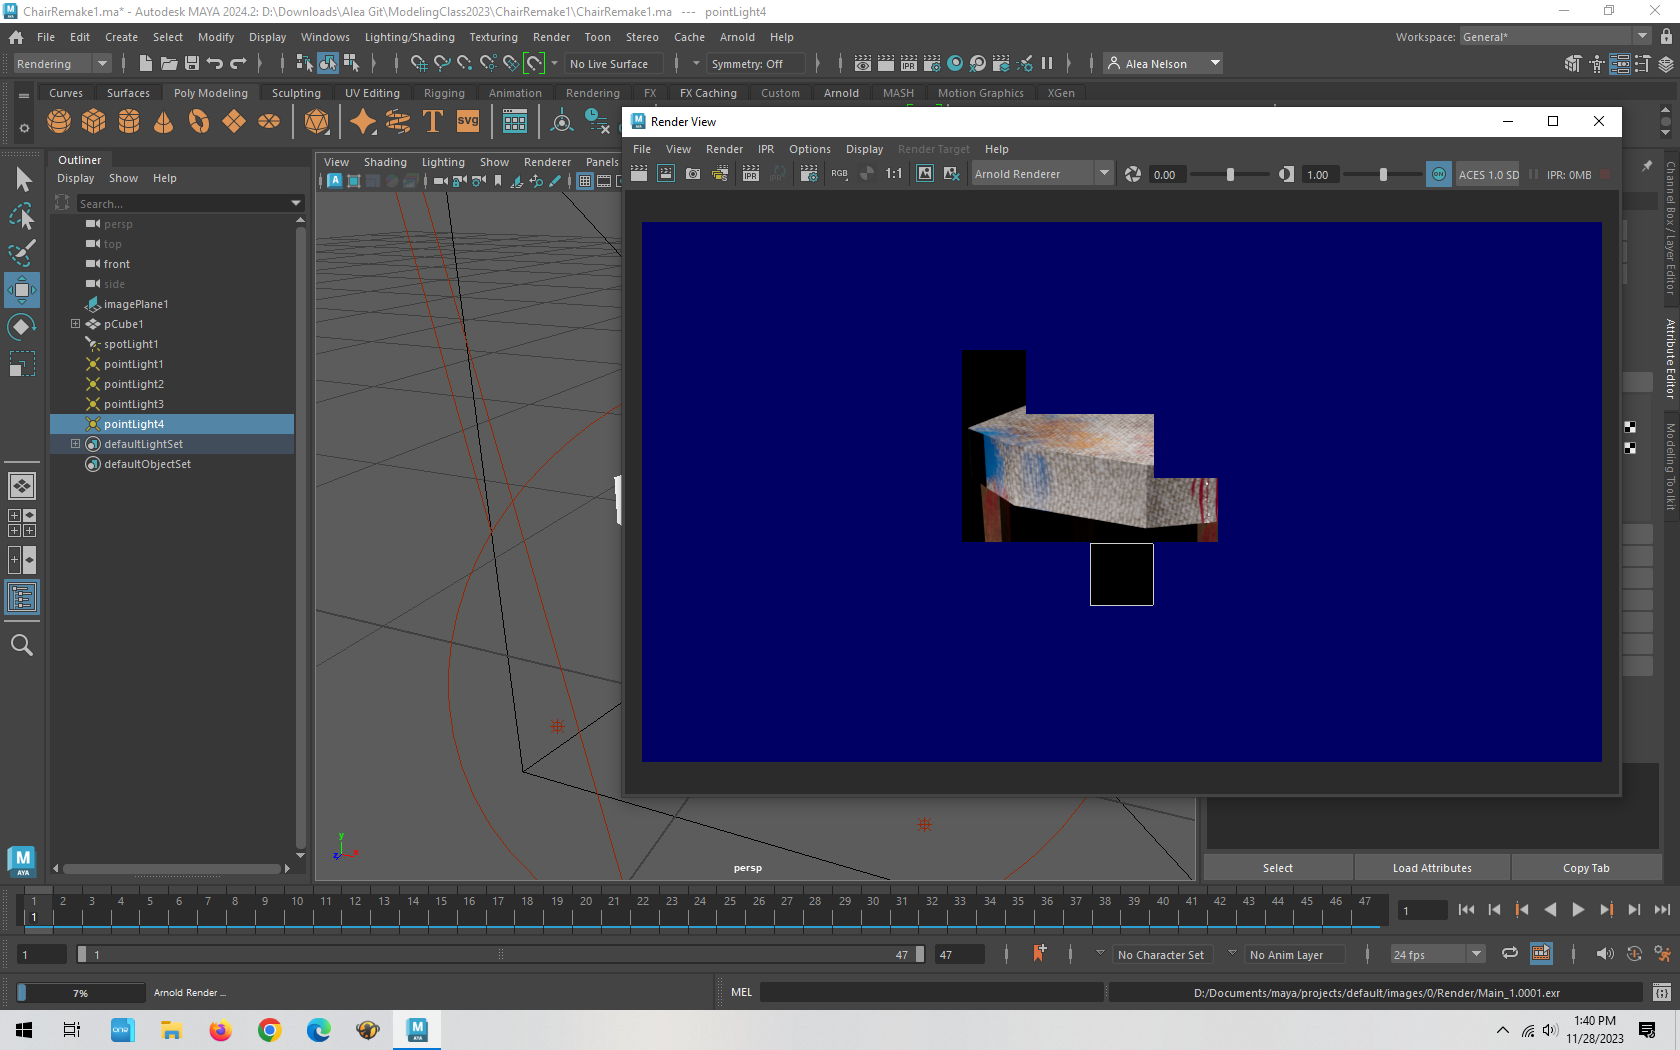 ChairRemake1.ma* - Autodesk MAYA 2024.2: D:\Downloads\Alea Git\ModelingClass2023\ChairRemake1\ChairRemake1.ma --- pointLight4
File Edit Create Select Modify Display Windows Lighting/Shading Texturing Render Toon Stereo Cache Arnold Help
Workspace: General*
Rendering No Live Surface Symmetry: Off IPR Alea Nelson
Curves Surfaces Poly Modeling Sculpting UV Editing Rigging Animation Rendering FX FX Caching Custom Arnold MASH Motion Graphics XGen
T svg
Render View
File View Render IPR Options Display Render Target Help
IPR RGB 1:1 Arnold Renderer 0.00 1.00 ON ACES 1.0 SD IPR: 0MB
Outliner
Display Show Help
Search...
persp
top
front
side
imagePlane1
pCube1
spotLight1
pointLight1
pointLight2
pointLight3
pointLight4
defaultLightSet
defaultObjectSet
View Shading Lighting Show Renderer Panels
A
y
z x
persp
Channel Box / Layer Editor
Attribute Editor
Modeling Toolkit
Select Load Attributes Copy Tab
M
AYA
1 2 3 4 5 6 7 8 9 10 11 12 13 14 15 16 17 18 19 20 21 22 23 24 25 26 27 28 29 30 31 32 33 34 35 36 37 38 39 40 41 42 43 44 45 46 47
1
1
1 1 47 47 No Character Set No Anim Layer 24 fps
7% Arnold Render ... MEL D:/Documents/maya/projects/default/images/0/Render/Main_1.0001.exr
one
M
AYA
1:40 PM
11/28/2023